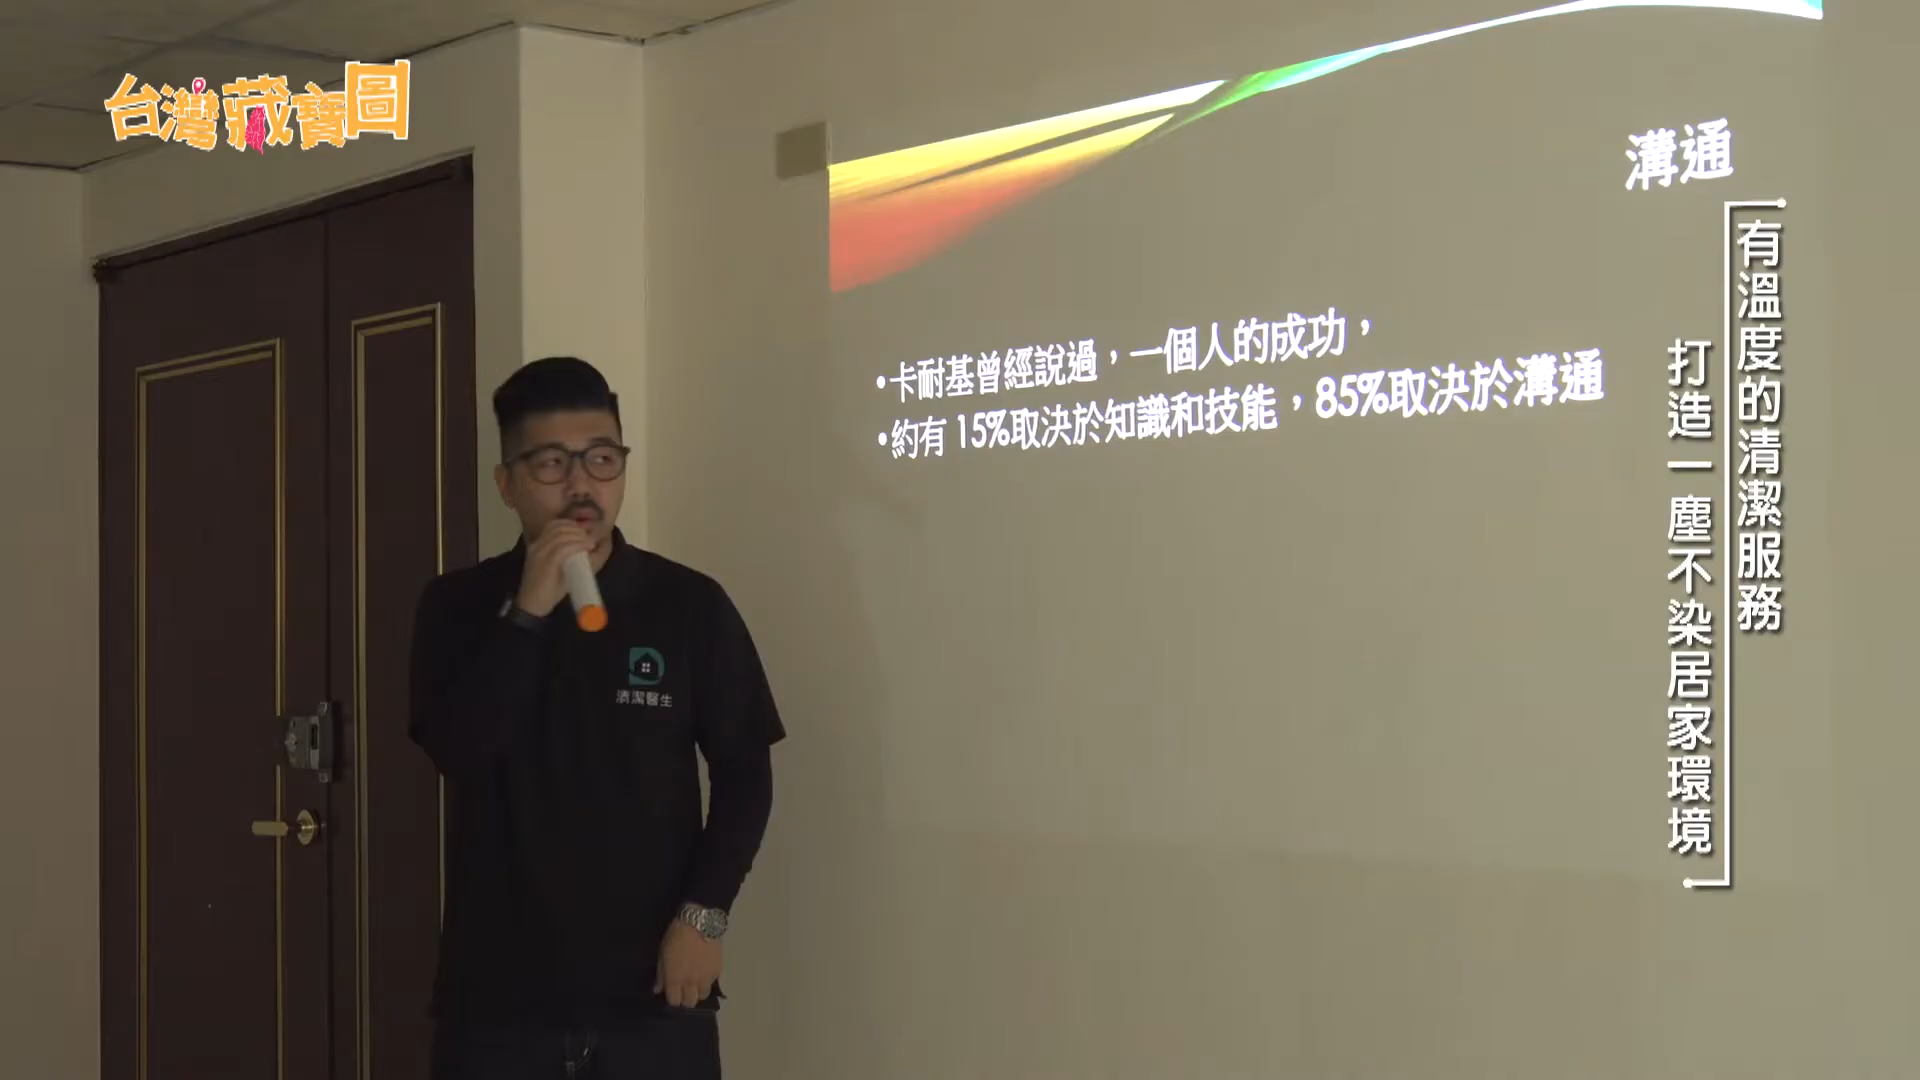 台灣藏寶圖
溝通
•卡耐基曾經說過，一個人的成功，
•約有 15%取決於知識和技能，85%取決於溝通
有溫度的清潔服務
打造一塵不染居家環境
清潔醫生